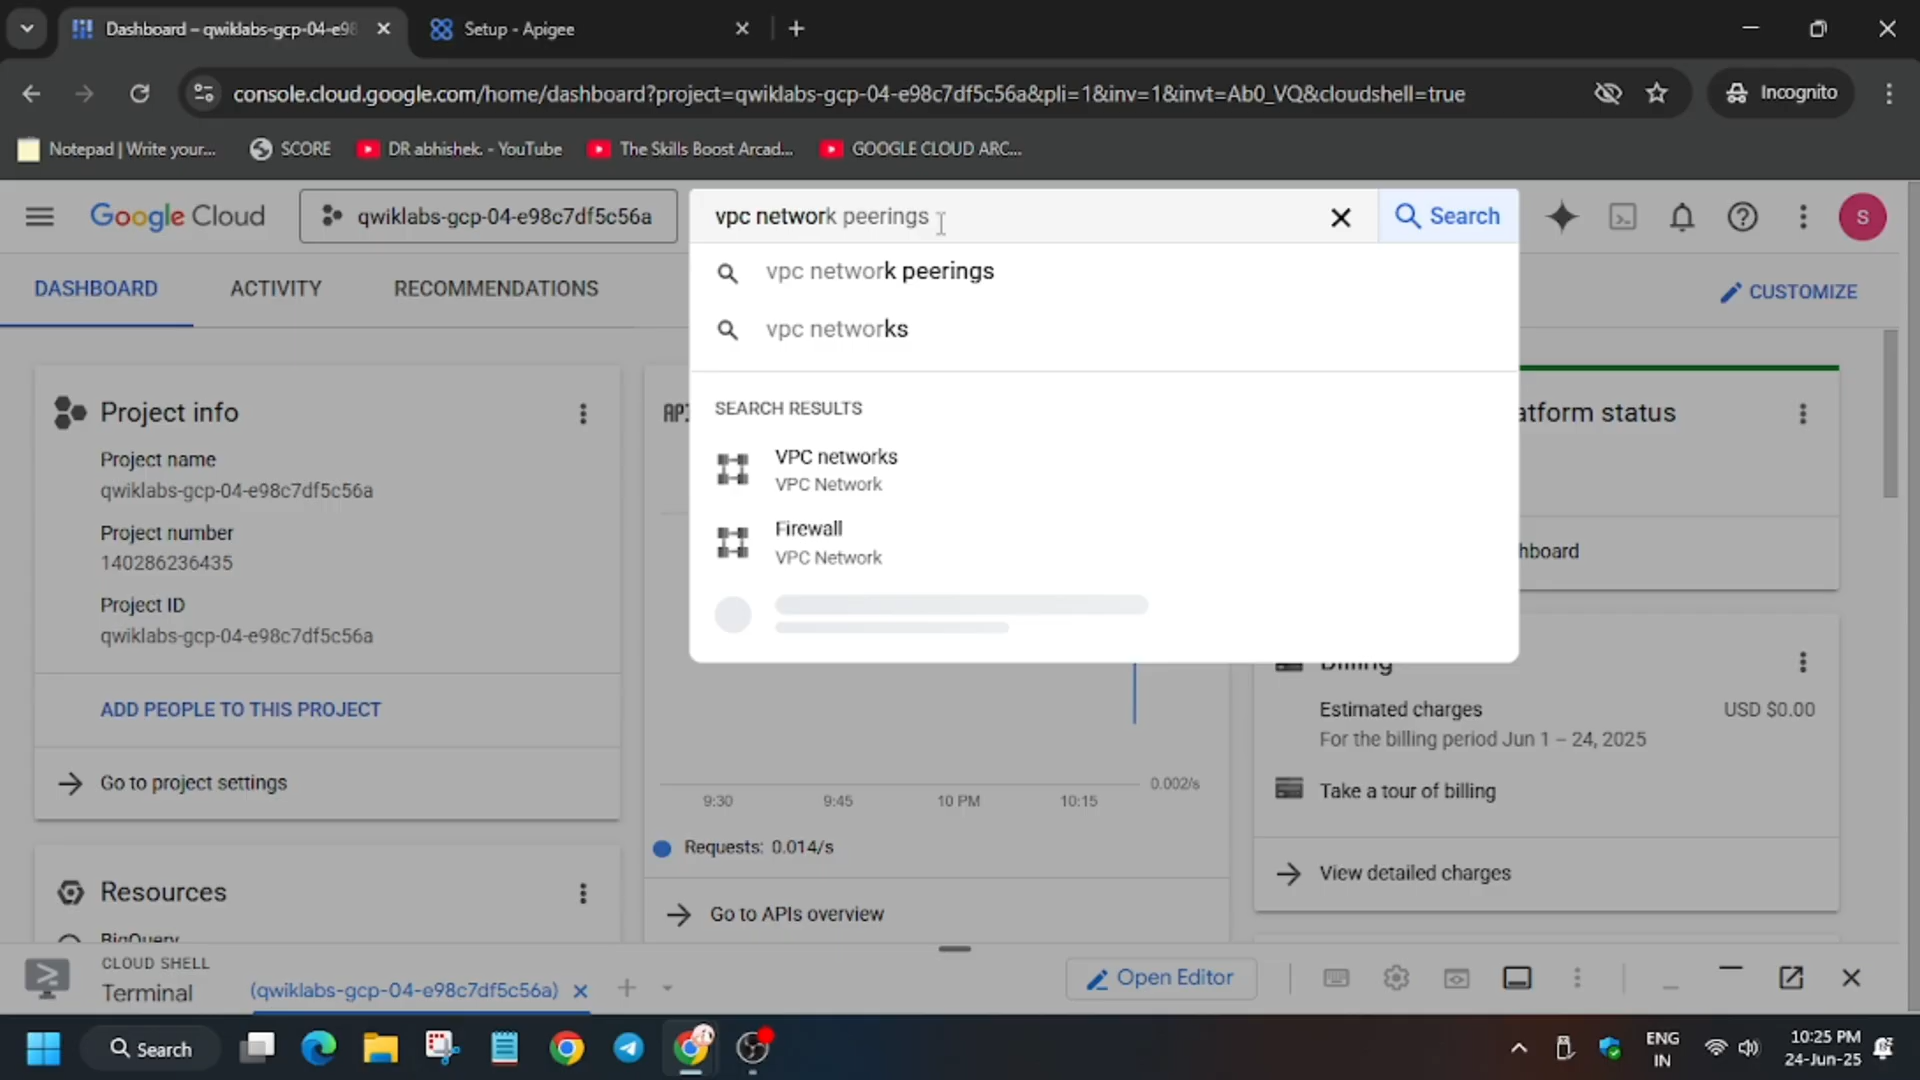 Dashboard – qwiklabs-gcp-04-e98
Setup - Apigee
console.cloud.google.com/home/dashboard?project=qwiklabs-gcp-04-e98c7df5c56a&pli=1&inv=1&invt=Ab0_VQ&cloudshell=true
Incognito
Notepad | Write your...
SCORE
DR abhishek. - YouTube
The Skills Boost Arcad...
GOOGLE CLOUD ARC...
Google Cloud
qwiklabs-gcp-04-e98c7df5c56a
vpc network peerings
Search
S
DASHBOARD
ACTIVITY
RECOMMENDATIONS
CUSTOMIZE
vpc network peerings
vpc networks
SEARCH RESULTS
VPC networks
VPC Network
Firewall
VPC Network
Project info
Project name
qwiklabs-gcp-04-e98c7df5c56a
Project number
140286236435
Project ID
qwiklabs-gcp-04-e98c7df5c56a
ADD PEOPLE TO THIS PROJECT
Go to project settings
Resources
BigQuery
API
0.002/s
9:30
9:45
10 PM
10:15
Requests: 0.014/s
Go to APIs overview
atform status
hboard
Billing
Estimated charges
USD $0.00
For the billing period Jun 1 – 24, 2025
Take a tour of billing
View detailed charges
CLOUD SHELL
Terminal
(qwiklabs-gcp-04-e98c7df5c56a)
Open Editor
Search
ENG
IN
10:25 PM
24-Jun-25